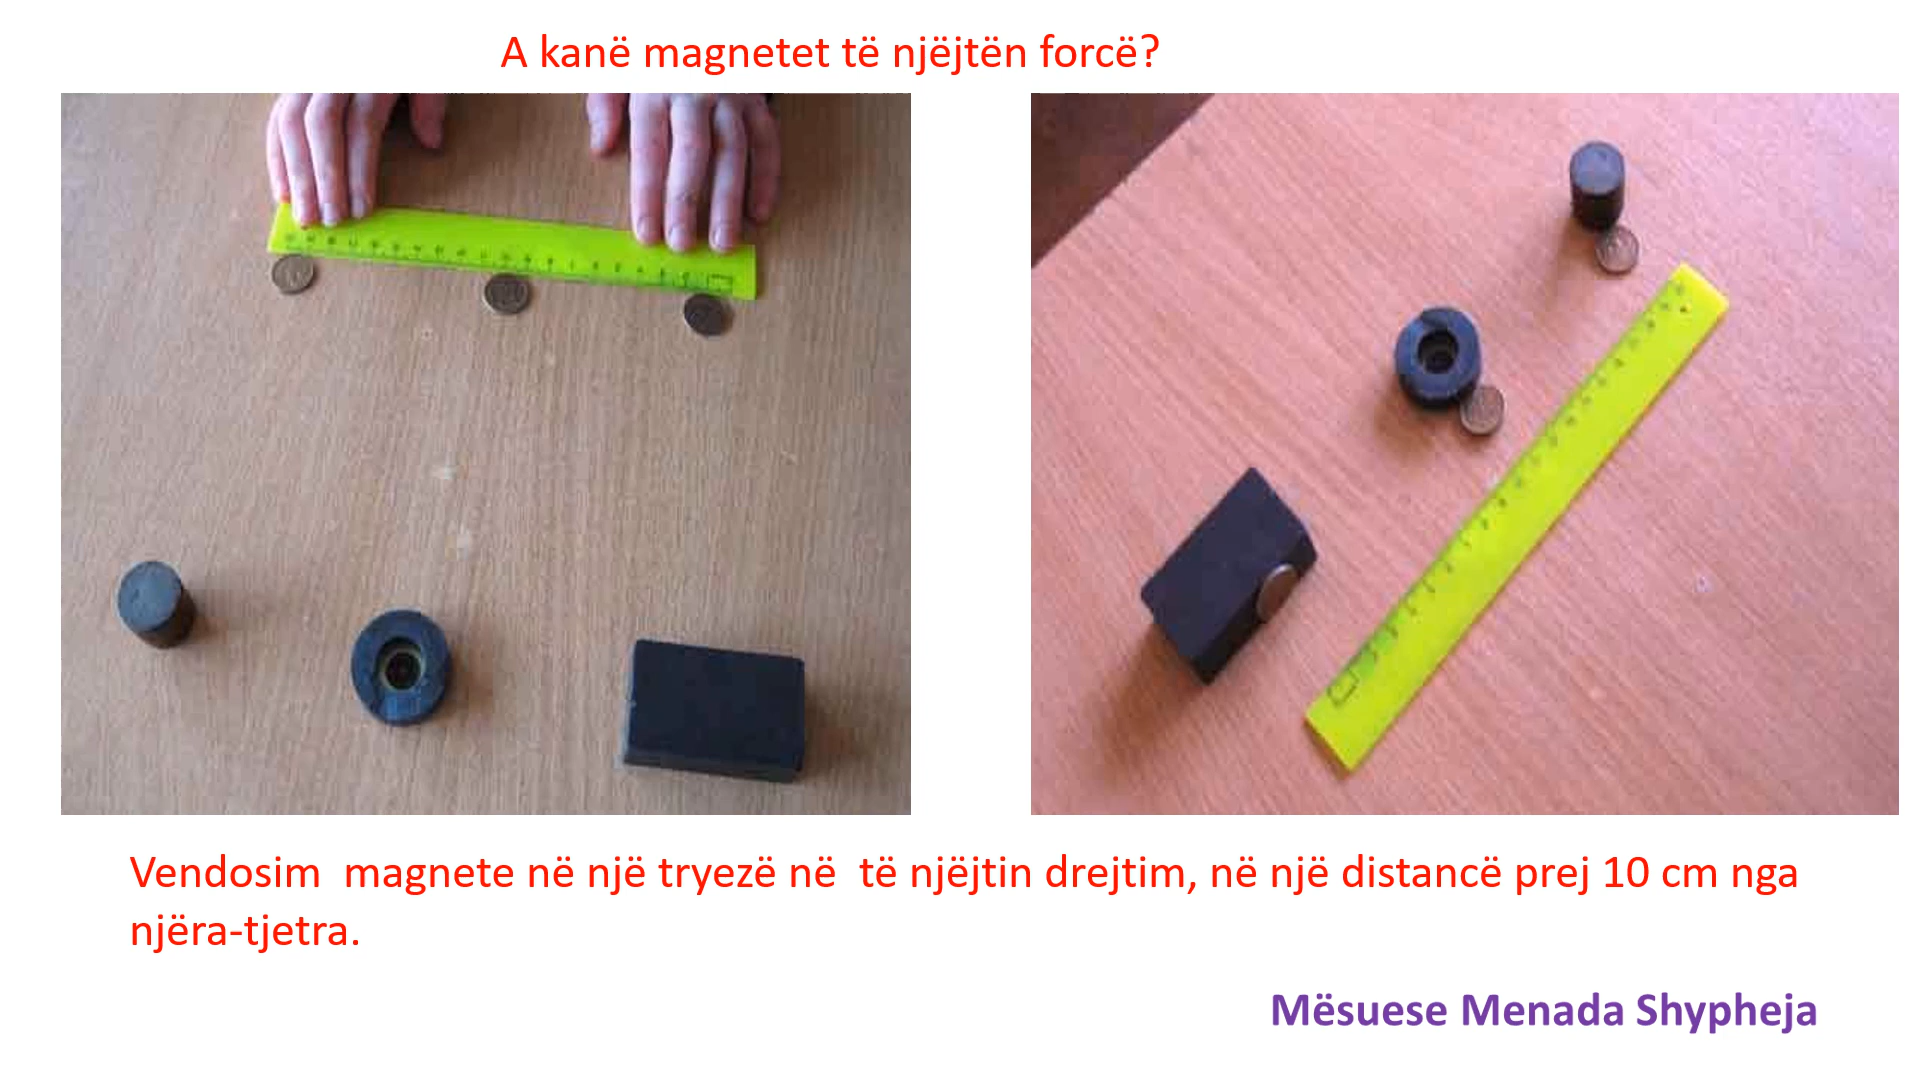 A kanë magnetet të njëjtën forcë?
Vendosim magnete në një tryezë në të njëjtin drejtim, në një distancë prej 10 cm nga
njëra-tjetra.
Mësuese Menada Shypheja